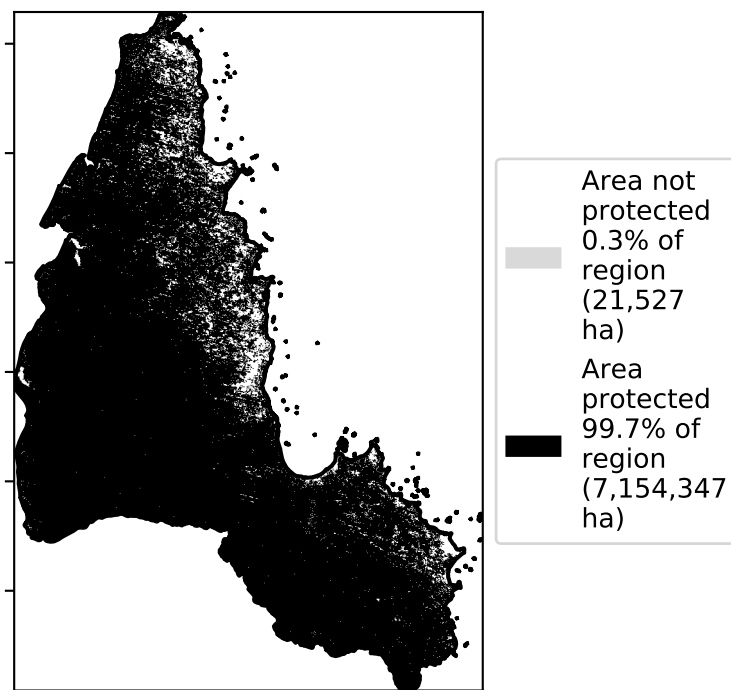 Area not
protected
0.3% of
region
(21,527
ha)
Area
protected
99.7% of
region
(7,154,347
ha)